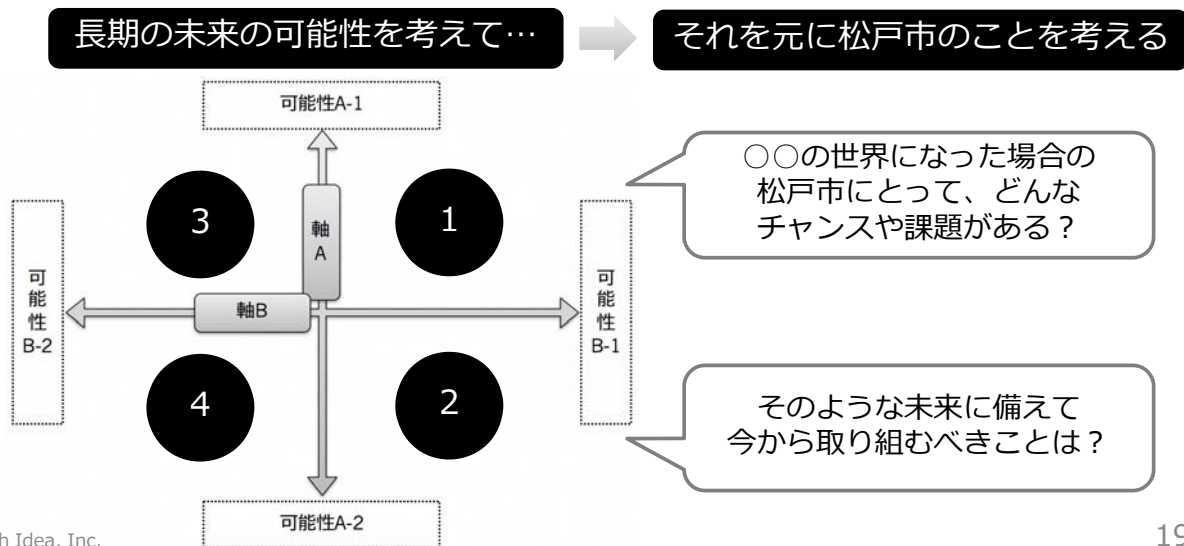 長期の未来の可能性を考えて…
それを元に松戸市のことを考える
可能性A-1
○○の世界になった場合の
松戸市にとって、どんな
チャンスや課題がある？
3
1
軸
A
可
能
性
B-2
軸B
可
能
性
B-1
4
2
そのような未来に備えて
今から取り組むべきことは？
可能性A-2
h Idea, Inc.
19